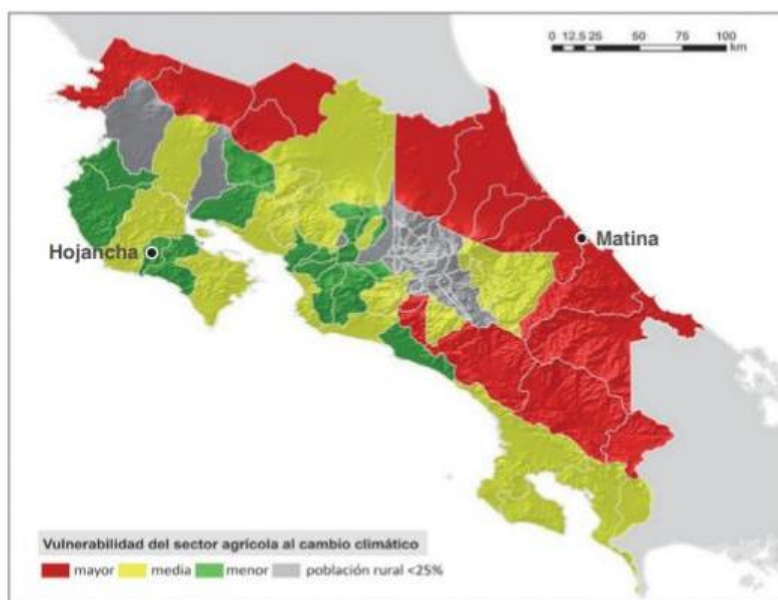 0 12.5 25 50 75 100
km
Matina
Hojancha
Vulnerabilidad del sector agrícola al cambio climático
mayor media menor población rural <25%